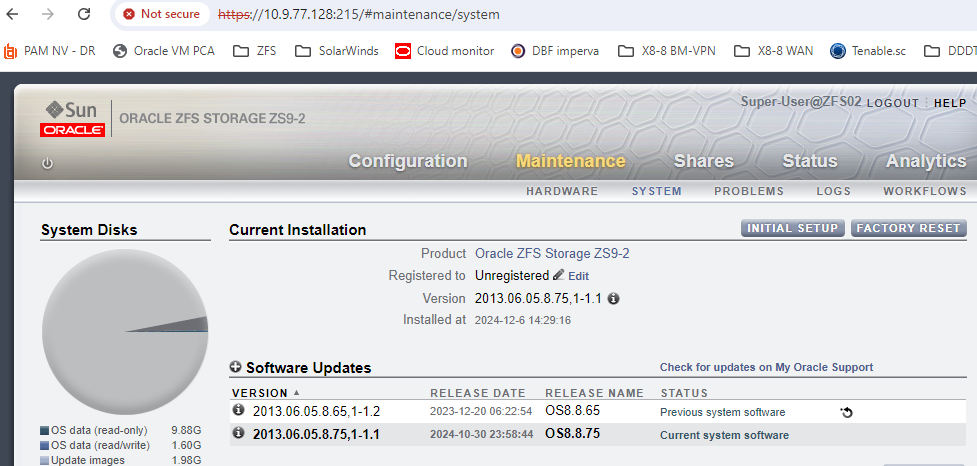 Not secure https://10.9.77.128:215/#maintenance/system
PAM NV - DR Oracle VM PCA ZFS SolarWinds Cloud monitor DBF imperva X8-8 BM-VPN X8-8 WAN Tenable.sc DDDT
Sun
ORACLE
ORACLE ZFS STORAGE ZS9-2
Super-User@ZFS02 LOGOUT HELP
Configuration Maintenance Shares Status Analytics
HARDWARE SYSTEM PROBLEMS LOGS WORKFLOWS
System Disks
OS data (read-only) 9.88G
OS data (read/write) 1.60G
Update images 1.98G
Current Installation INITIAL SETUP FACTORY RESET
Product Oracle ZFS Storage ZS9-2
Registered to Unregistered Edit
Version 2013.06.05.8.75,1-1.1
Installed at 2024-12-6 14:29:16
Software Updates Check for updates on My Oracle Support
VERSION ▲ RELEASE DATE RELEASE NAME STATUS
2013.06.05.8.65,1-1.2 2023-12-20 06:22:54 OS8.8.65 Previous system software
2013.06.05.8.75,1-1.1 2024-10-30 23:58:44 OS8.8.75 Current system software